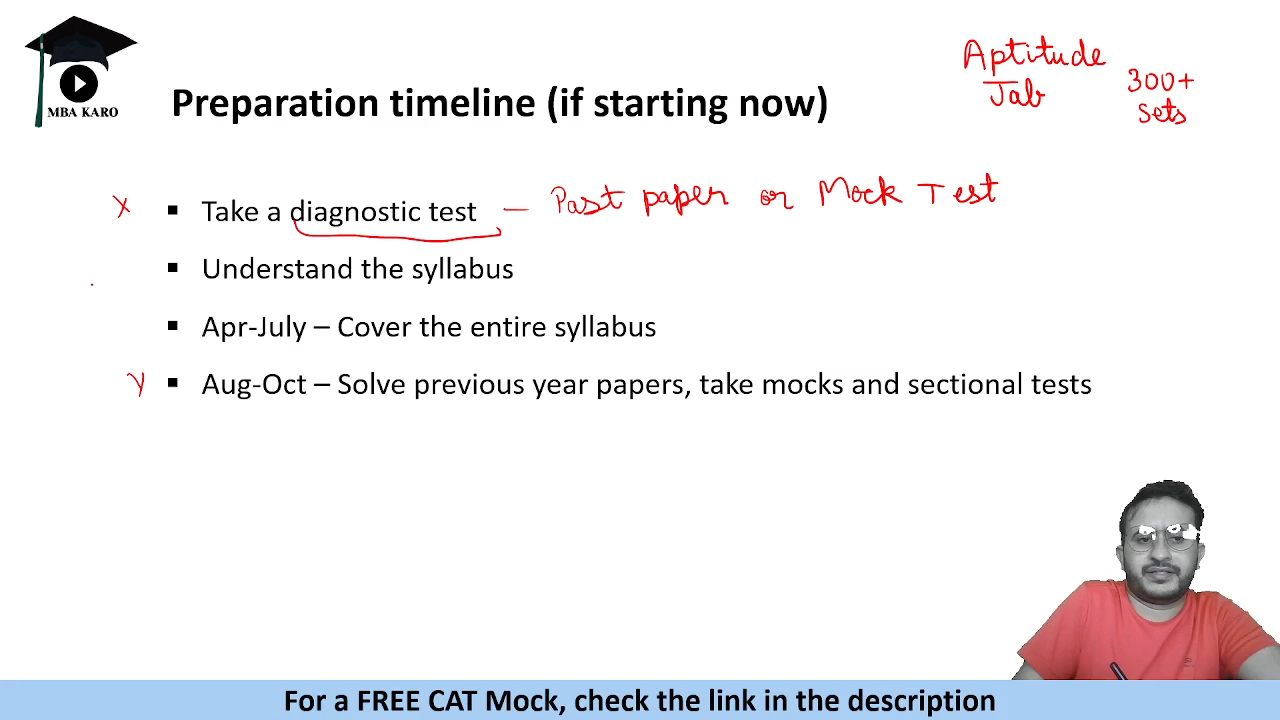 MBA KARO
Preparation timeline (if starting now)
Aptitude
Jab
300+
Sets
X
▪ Take a diagnostic test — Past paper or Mock Test
▪ Understand the syllabus
▪ Apr-July – Cover the entire syllabus
Y
▪ Aug-Oct – Solve previous year papers, take mocks and sectional tests
For a FREE CAT Mock, check the link in the description